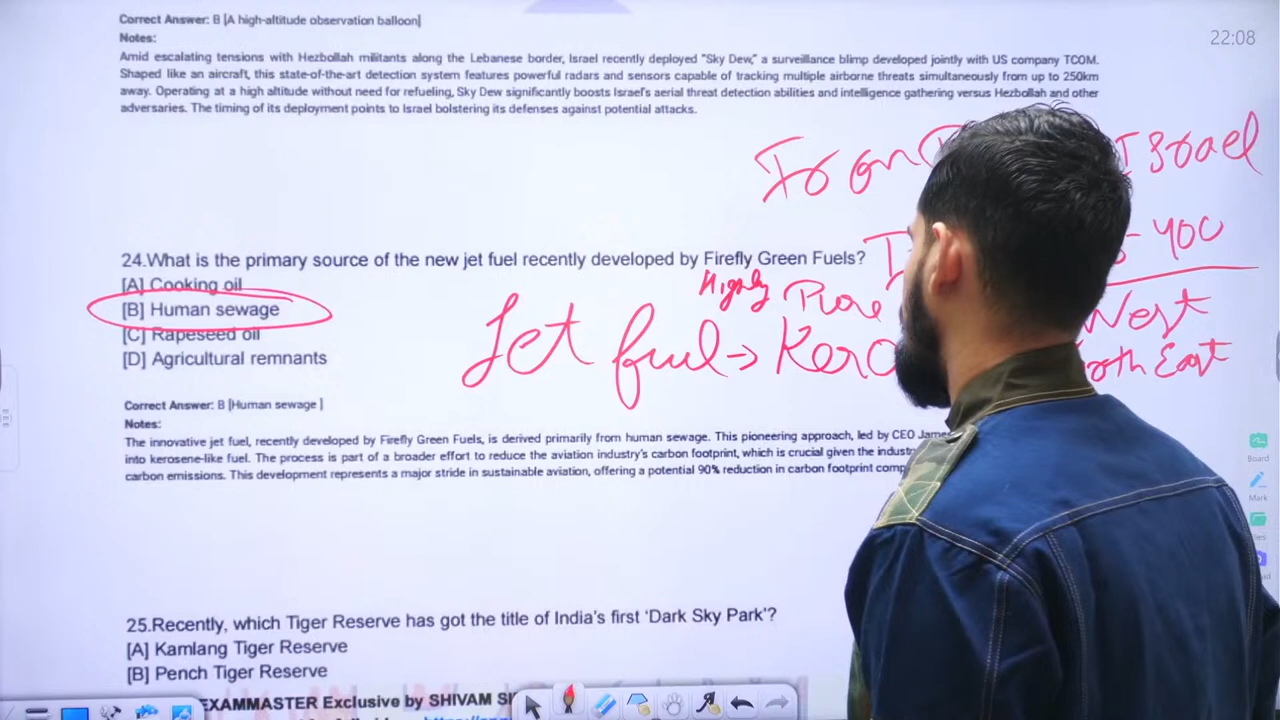 Correct Answer: B [A high-altitude observation balloon]
22:08
Notes:
Amid escalating tensions with Hezbollah militants along the Lebanese border, Israel recently deployed "Sky Dew," a surveillance blimp developed jointly with US company TCOM.
Shaped like an aircraft, this state-of-the-art detection system features powerful radars and sensors capable of tracking multiple airborne threats simultaneously from up to 250km
away. Operating at a high altitude without need for refueling, Sky Dew significantly boosts Israel's aerial threat detection abilities and intelligence gathering versus Hezbollah and other
adversaries. The timing of its deployment points to Israel bolstering its defenses against potential attacks.
Israel
400
24.What is the primary source of the new jet fuel recently developed by Firefly Green Fuels?
[A] Cooking oil
[B] Human sewage
[C] Rapeseed oil
[D] Agricultural remnants
Highly Pure
West
Jet fuel → Kero
East
Correct Answer: B [Human sewage ]
Notes:
The innovative jet fuel, recently developed by Firefly Green Fuels, is derived primarily from human sewage. This pioneering approach, led by CEO James
into kerosene-like fuel. The process is part of a broader effort to reduce the aviation industry's carbon footprint, which is crucial given the industr
carbon emissions. This development represents a major stride in sustainable aviation, offering a potential 90% reduction in carbon footprint comp
Board
Mark
25.Recently, which Tiger Reserve has got the title of India's first 'Dark Sky Park'?
[A] Kamlang Tiger Reserve
[B] Pench Tiger Reserve
EXAMMASTER Exclusive by SHIVAM